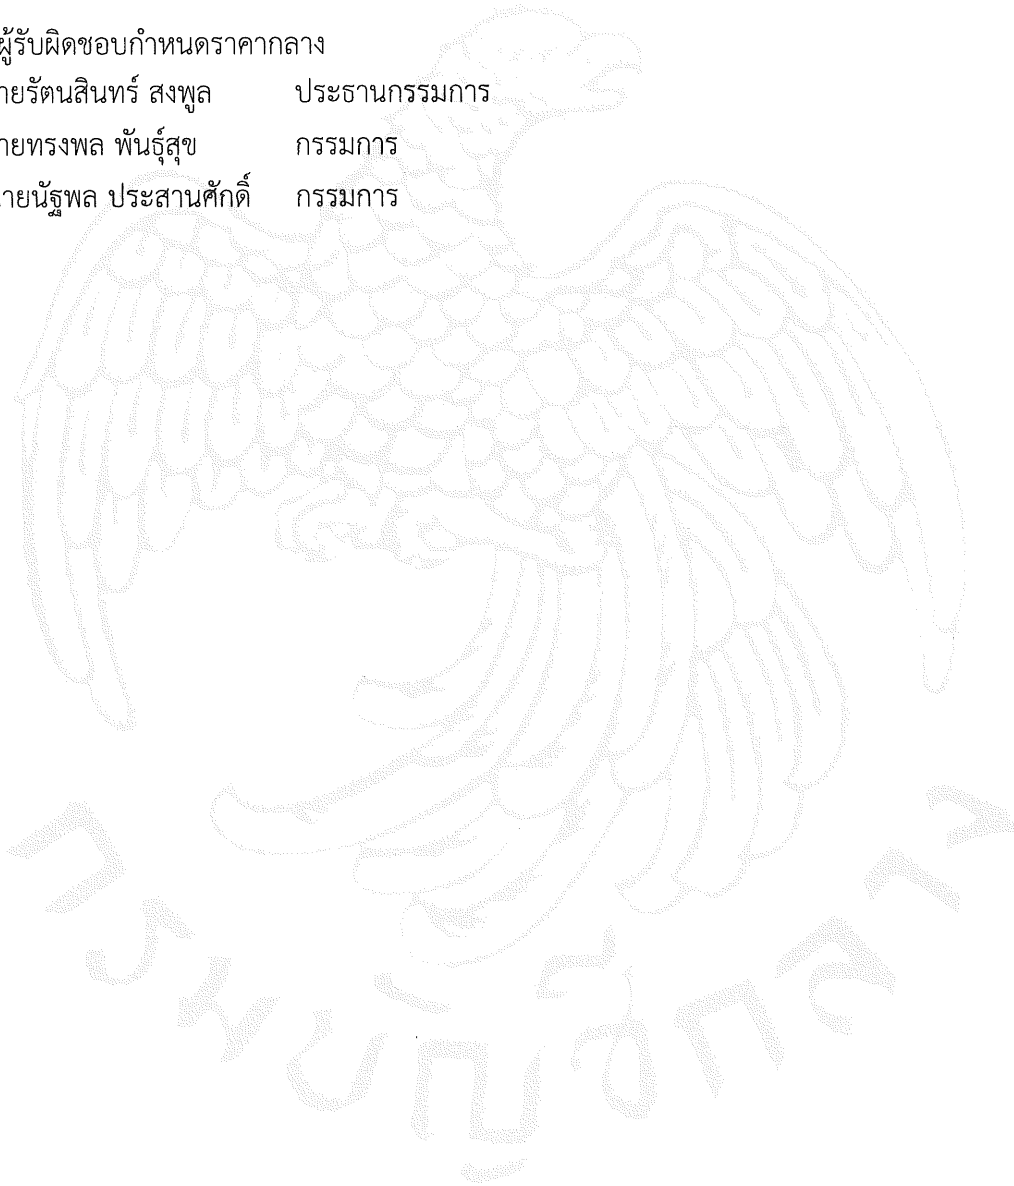 ผู้รับผิดชอบกำหนดราคากลาง
ายรัตนสินทร์ สงพูล ประธานกรรมการ
ายทรงพล พันธุ์สุข กรรมการ
ายนัฐพล ประสานศักดิ์ กรรมการ
กรมบัญชีกลาง